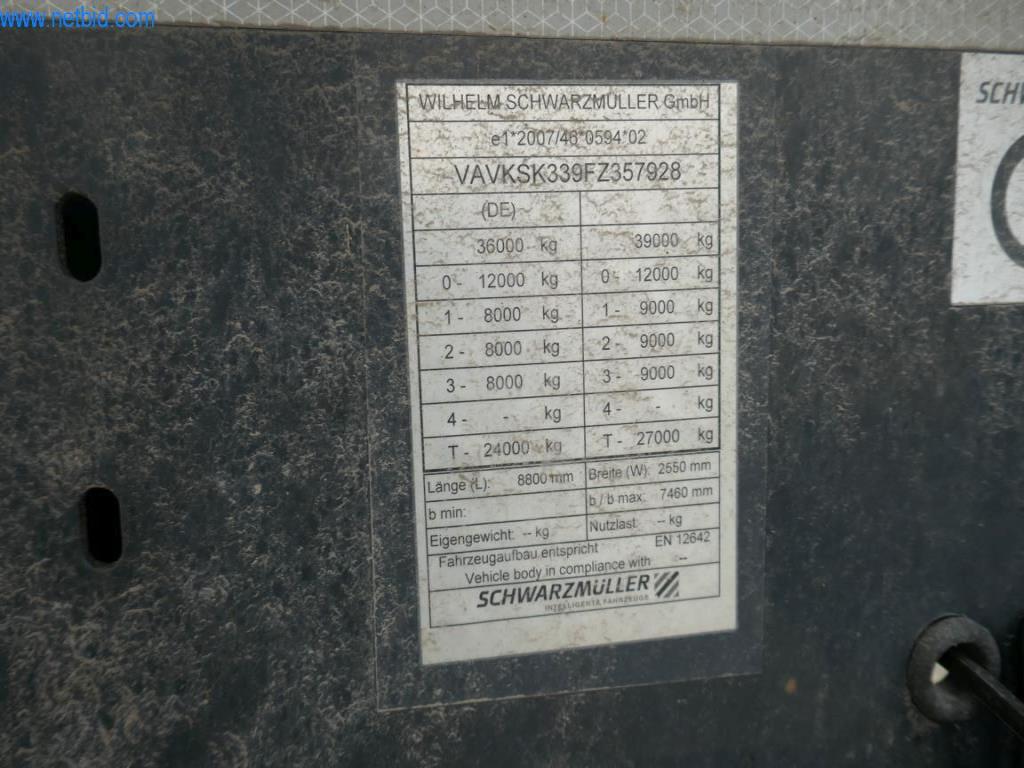 www.netbid.com
WILHELM SCHWARZMÜLLER GmbH
e1*2007/46*0594*02
VAVKSK339FZ357928
(DE)
36000 kg 39000 kg
0 - 12000 kg 0 - 12000 kg
1 - 8000 kg 1 - 9000 kg
2 - 8000 kg 2 - 9000 kg
3 - 8000 kg 3 - 9000 kg
4 - - kg 4 - - kg
T - 24000 kg T - 27000 kg
Länge (L): 8800 mm Breite (W): 2550 mm
b min: b / b max: 7460 mm
Eigengewicht: -- kg Nutzlast: -- kg
Fahrzeugaufbau entspricht EN 12642
Vehicle body in compliance with --
SCHWARZMÜLLER
INTELLIGENTE FAHRZEUGE
SCHW